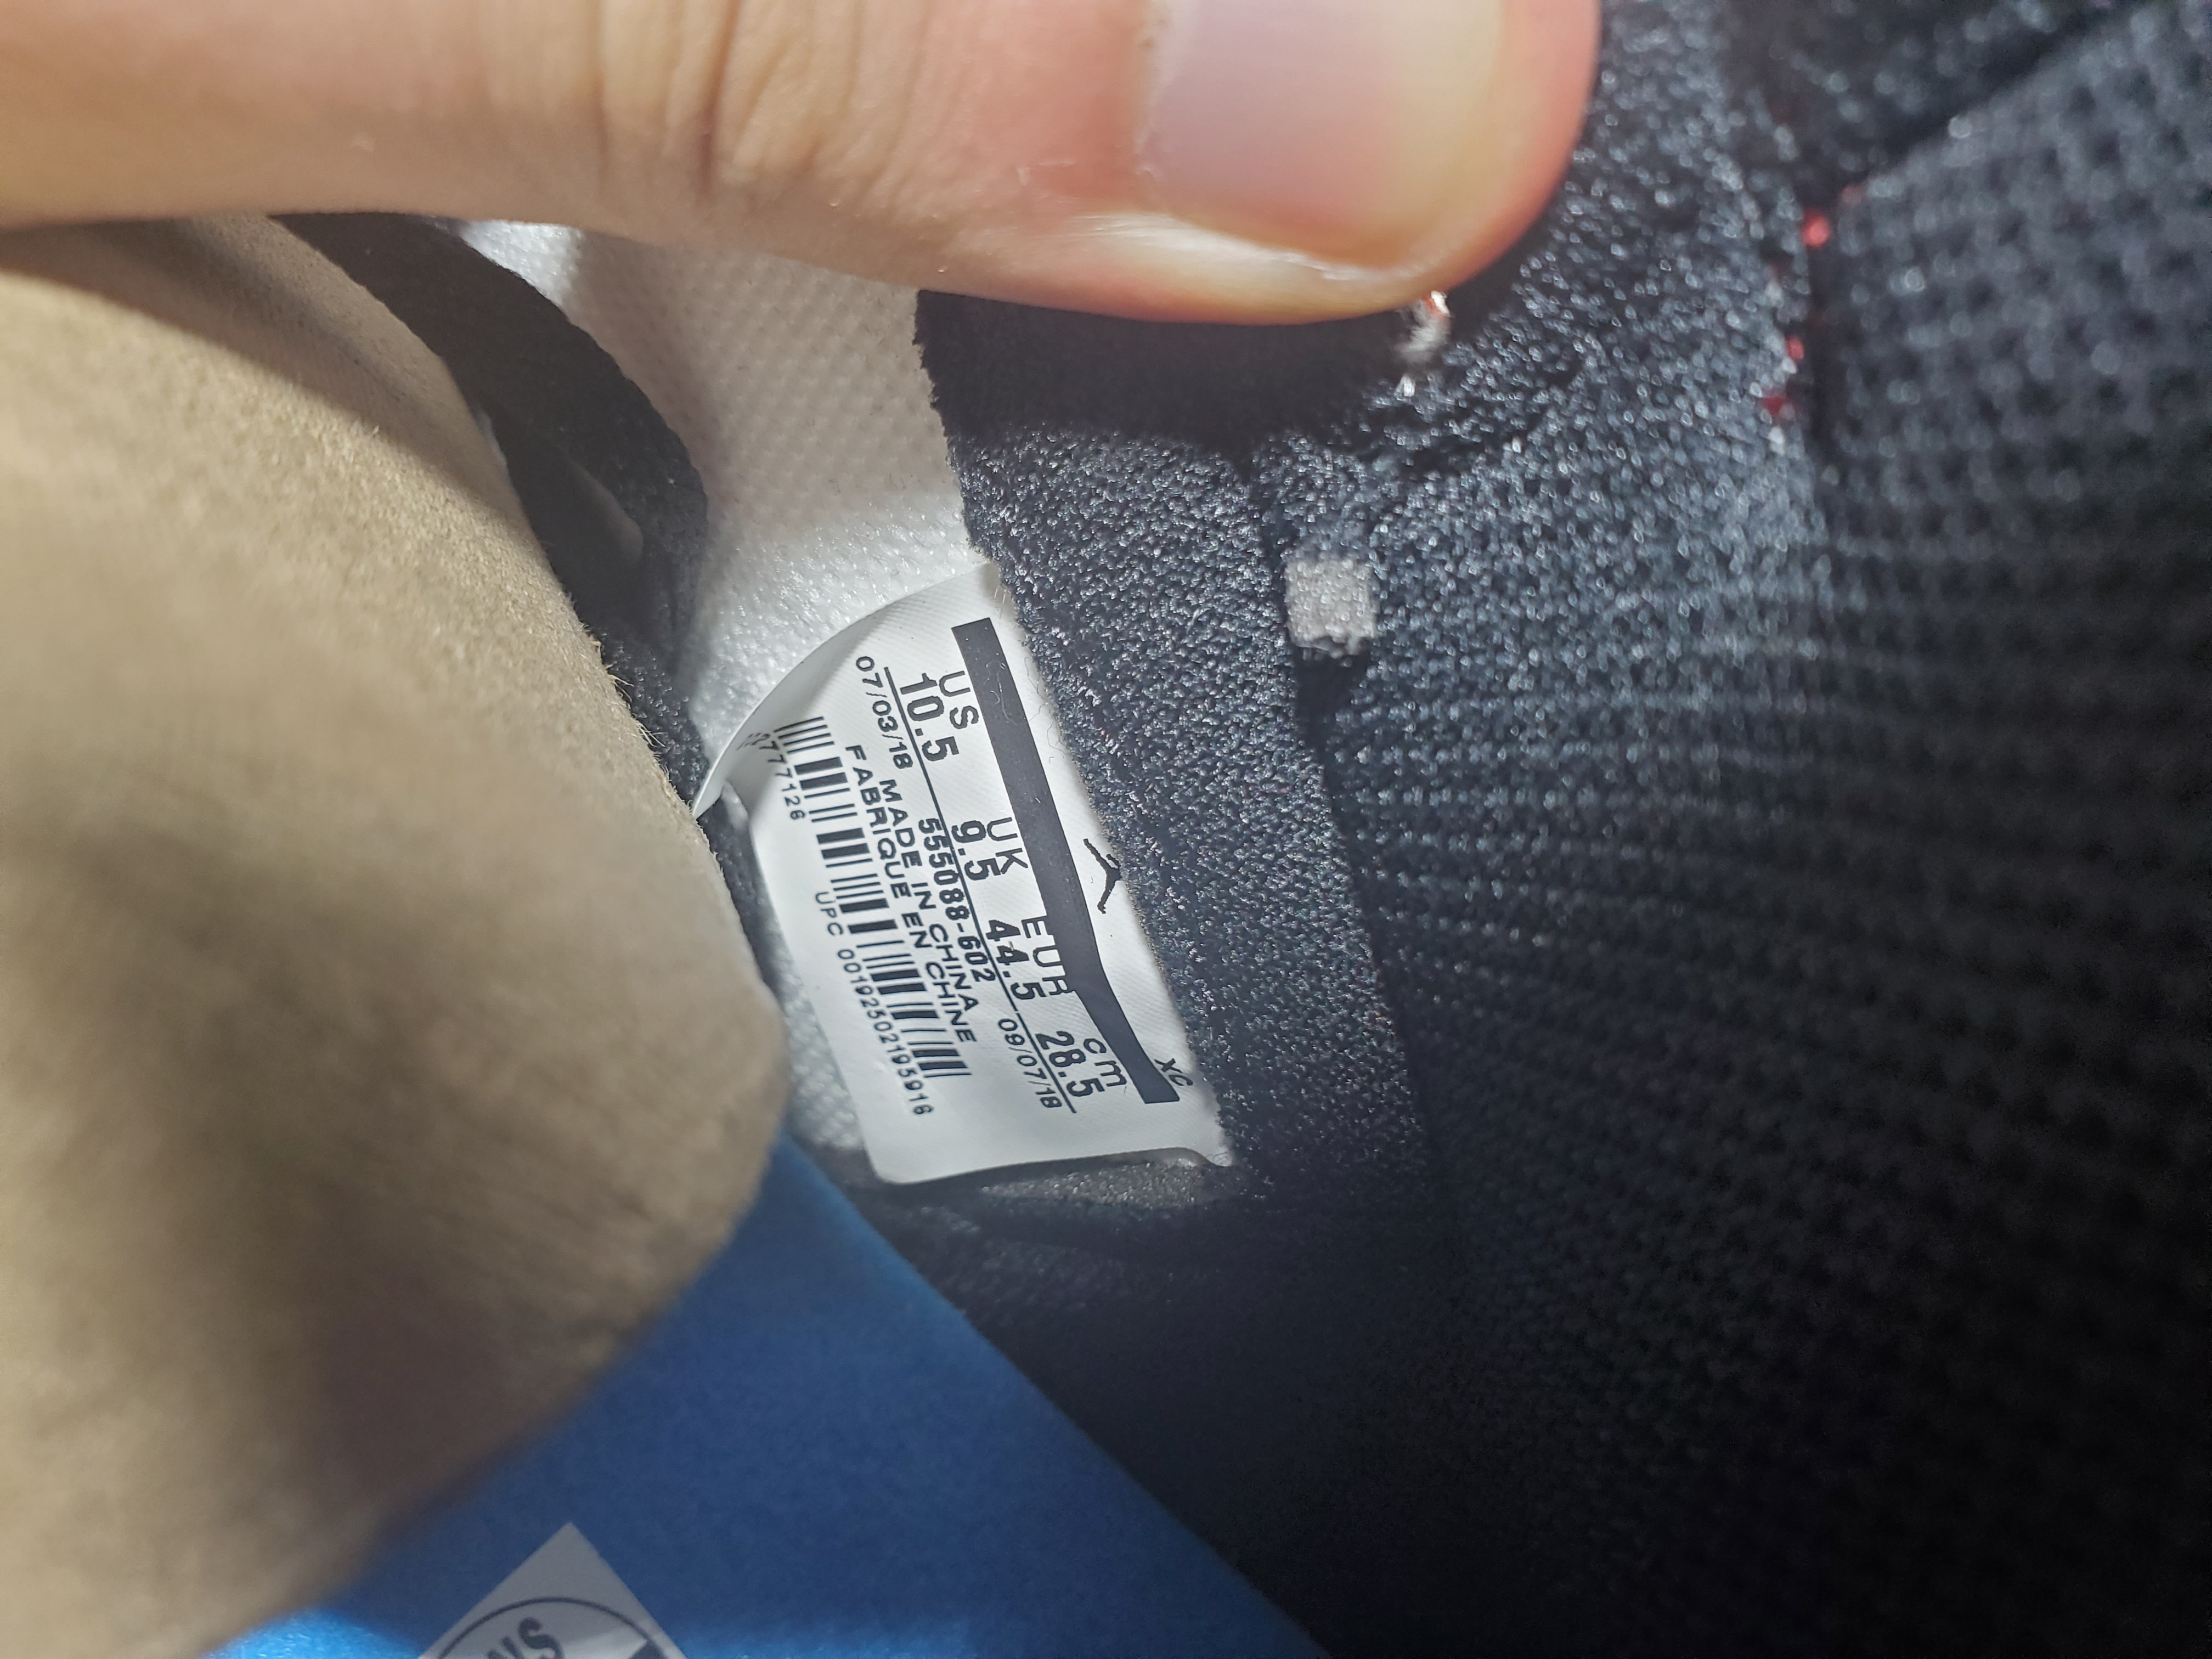 XC
US UK EUR cm
10.5 9.5 44.5 28.5
07/03/18 555088-602 09/07/18
MADE IN CHINA
FABRIQUE EN CHINE
UPC 00192502195916